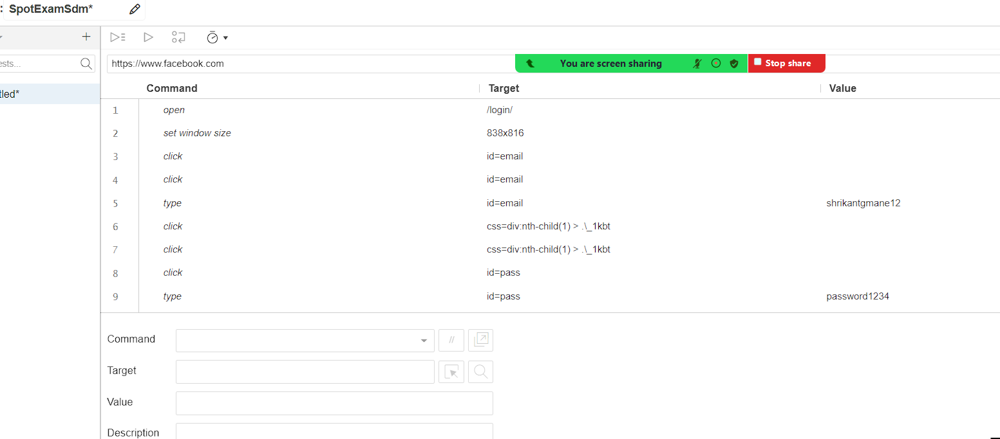 : SpotExamSdm*
ests...
https://www.facebook.com
You are screen sharing
Stop share
tled*
Command Target Value
1 open /login/
2 set window size 838x816
3 click id=email
4 click id=email
5 type id=email shrikantgmane12
6 click css=div:nth-child(1) > .\_1kbt
7 click css=div:nth-child(1) > .\_1kbt
8 click id=pass
9 type id=pass password1234
Command
//
Target
Value
Description